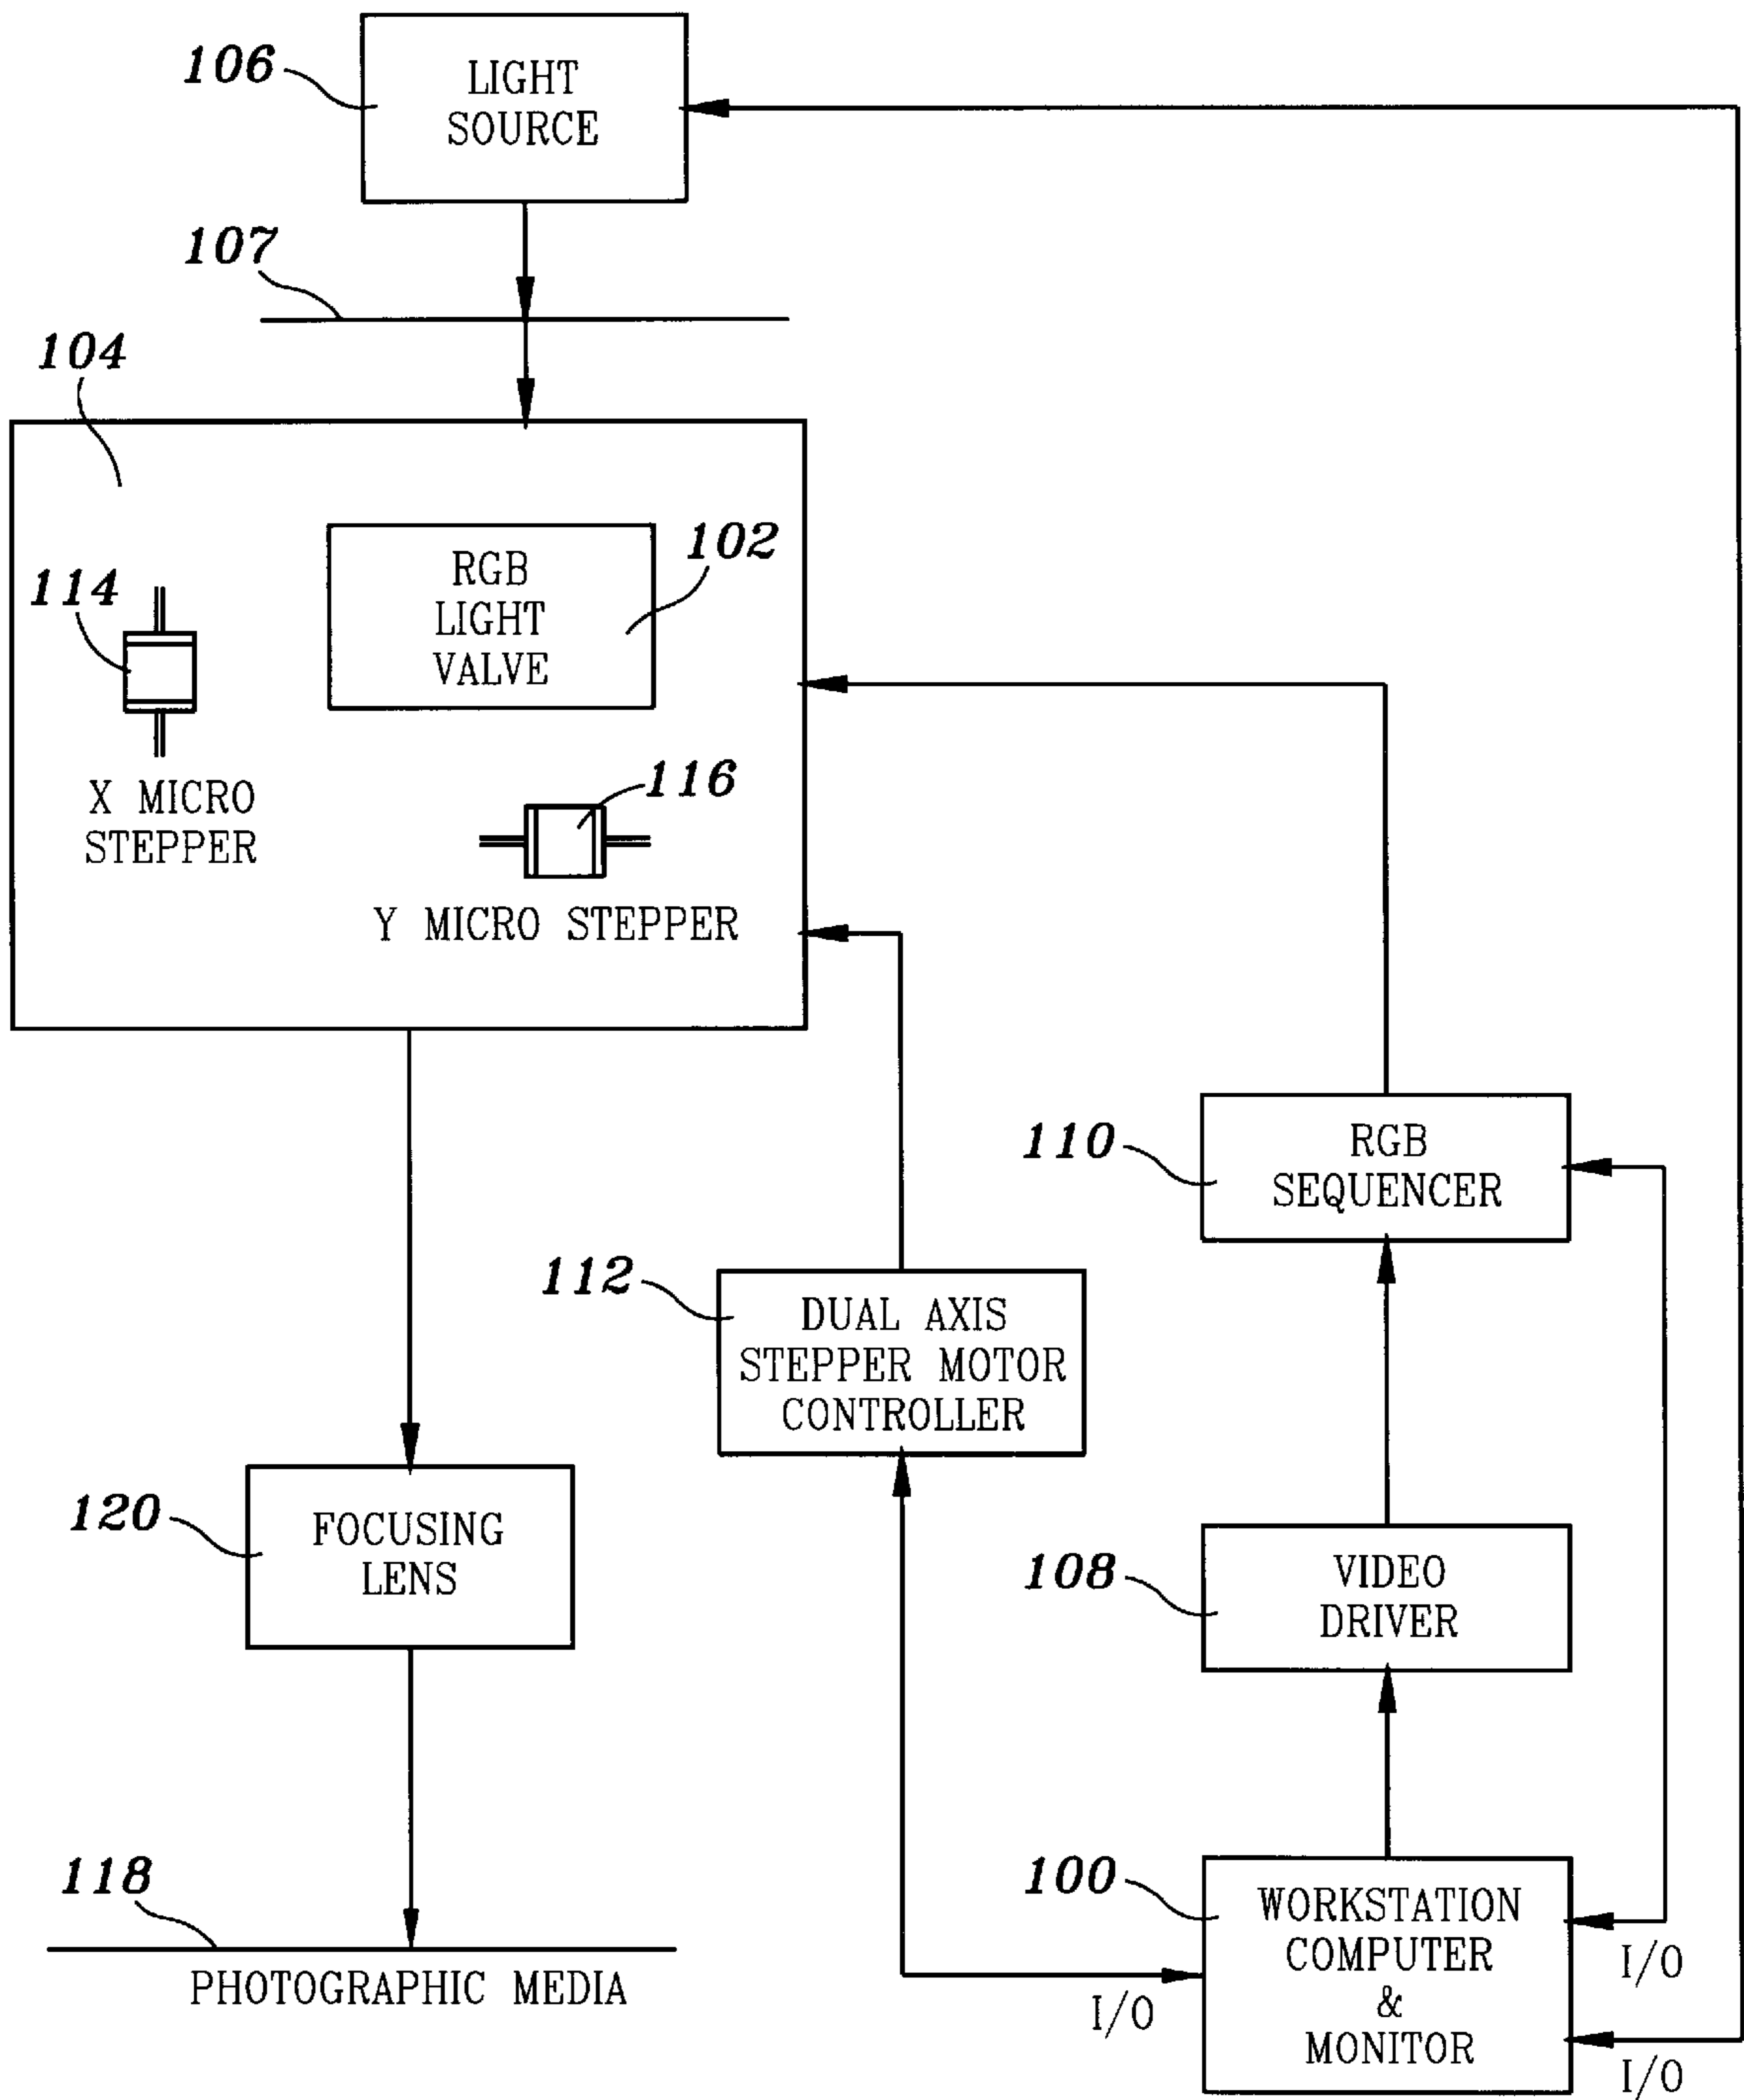 106
LIGHT
SOURCE
107
104
RGB
LIGHT
VALVE
102
114
X MICRO
STEPPER
116
Y MICRO STEPPER
110
RGB
SEQUENCER
112
DUAL AXIS
STEPPER MOTOR
CONTROLLER
120
FOCUSING
LENS
108
VIDEO
DRIVER
118
PHOTOGRAPHIC MEDIA
100
WORKSTATION
COMPUTER
&
MONITOR
I/O
I/O
I/O